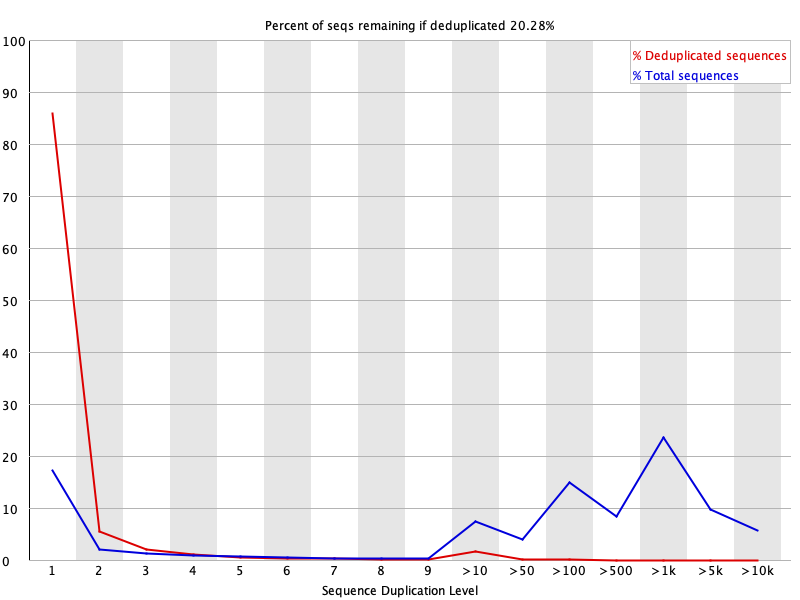 Percent of seqs remaining if deduplicated 20.28%
% Deduplicated sequences
% Total sequences
100
90
80
70
60
50
40
30
20
10
0
1 2 3 4 5 6 7 8 9 >10 >50 >100 >500 >1k >5k >10k
Sequence Duplication Level